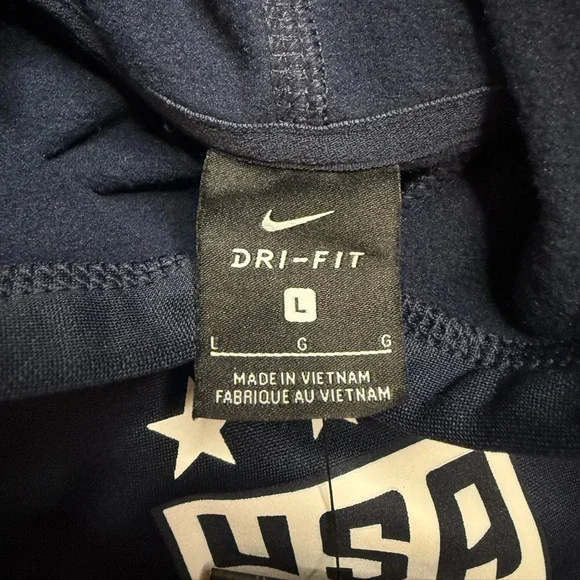 DRI-FIT
L
L G G
MADE IN VIETNAM
FABRIQUE AU VIETNAM
USA